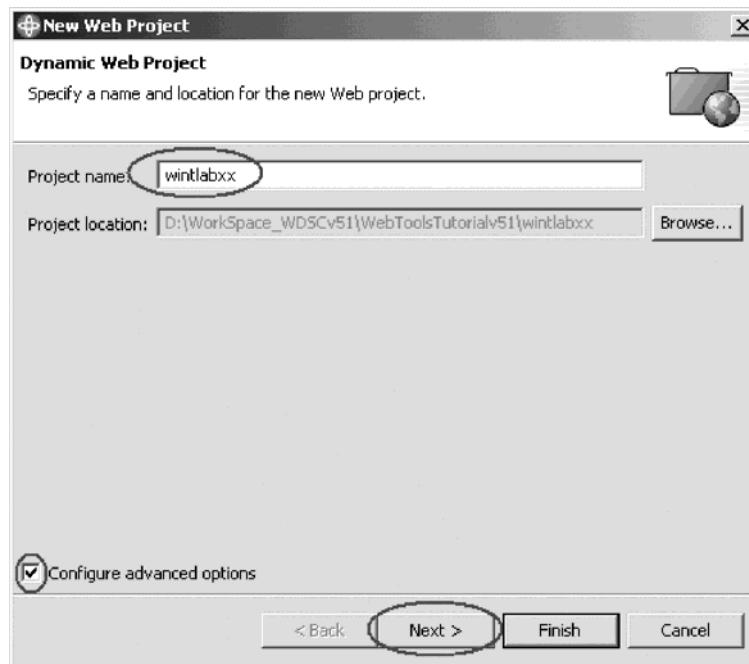 New Web Project
Dynamic Web Project
Specify a name and location for the new Web project.
Project name: wintlabxx
Project location: D:\WorkSpace_WDSCv51\WebToolsTutorialv51\wintlabxx Browse...
Configure advanced options
< Back Next > Finish Cancel